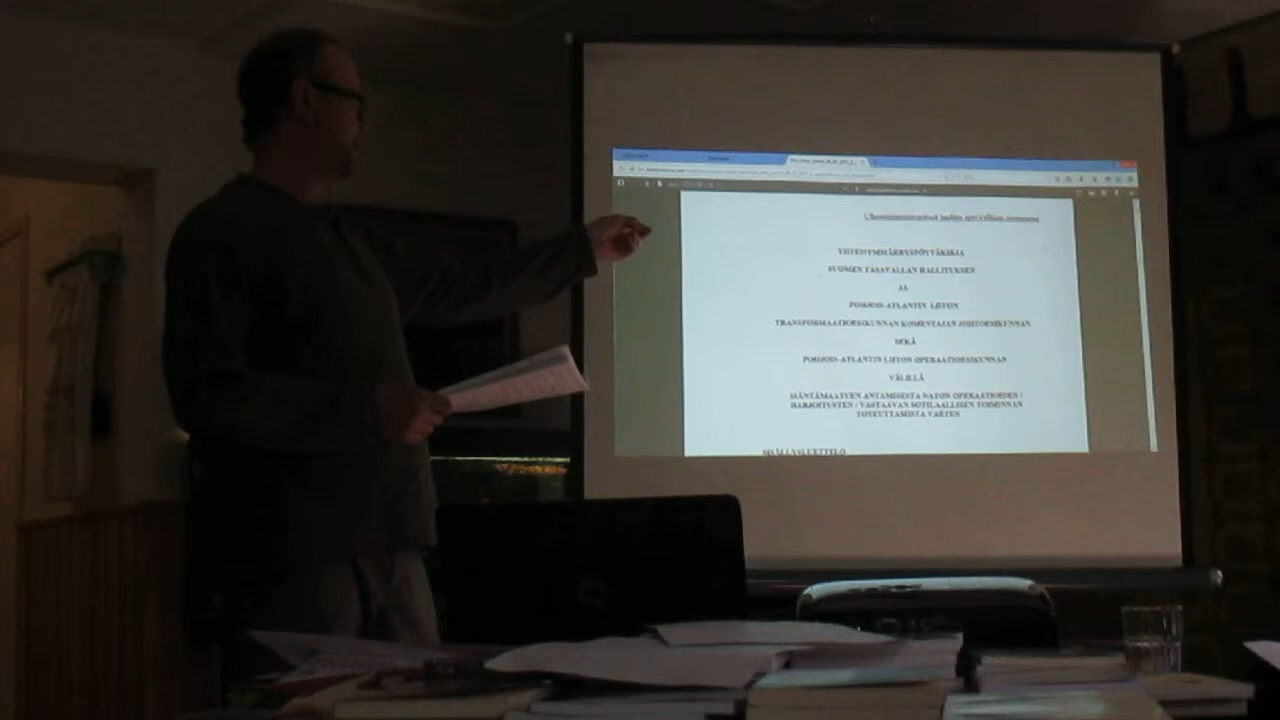 YHTEISYMMÄRRYSPÖYTÄKIRJA
SUOMEN TASAVALLAN HALLITUKSEN
JA
POHJOIS-ATLANTIN LIITON
TRANSFORMAATIOESIKUNNAN KOMENTAJAN JOHTOESIKUNNAN
SEKÄ
POHJOIS-ATLANTIN LIITON OPERAATIOESIKUNNAN
VÄLILLÄ
ISÄNTÄMAATUEN ANTAMISESTA NATON OPERAATIOIDEN /
HARJOITUSTEN / VASTAAVAN SOTILAALLISEN TOIMINNAN
TOTEUTTAMISTA VARTEN
SISÄLLYSLUETTELO